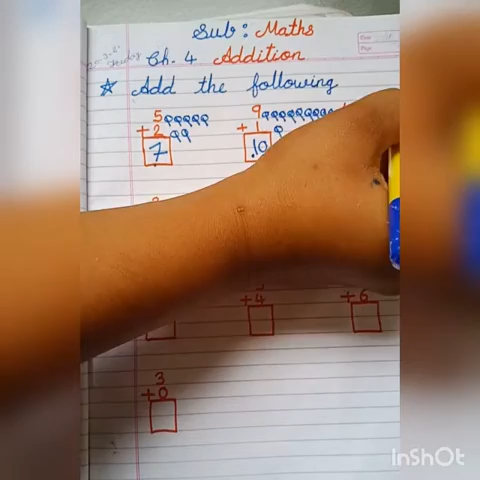 Sub: Maths
Ch. 4 Addition
☆ Add the following
5 9
+ 2 + 1
7 10
+ 4 + 6
3
+ 0
InShOt